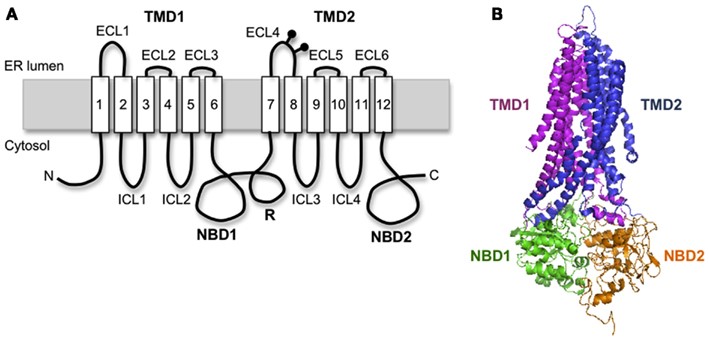 A
TMD1
TMD2
ECL1
ECL2
ECL3
ECL4
ECL5
ECL6
ER lumen
1
2
3
4
5
6
7
8
9
10
11
12
Cytosol
N
C
ICL1
ICL2
ICL3
ICL4
NBD1
R
NBD2
B
TMD1
TMD2
NBD1
NBD2